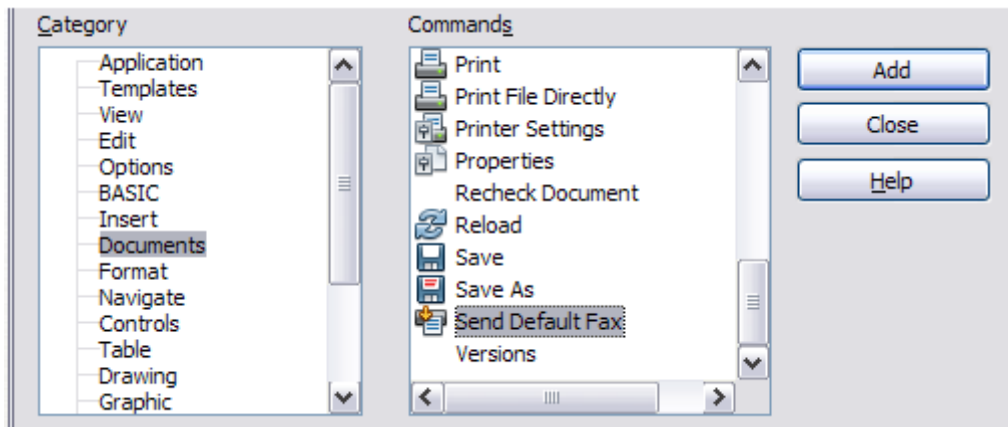 Category
Application
Templates
View
Edit
Options
BASIC
Insert
Documents
Format
Navigate
Controls
Table
Drawing
Graphic
Commands
Print
Print File Directly
Printer Settings
Properties
Recheck Document
Reload
Save
Save As
Send Default Fax
Versions
Add
Close
Help